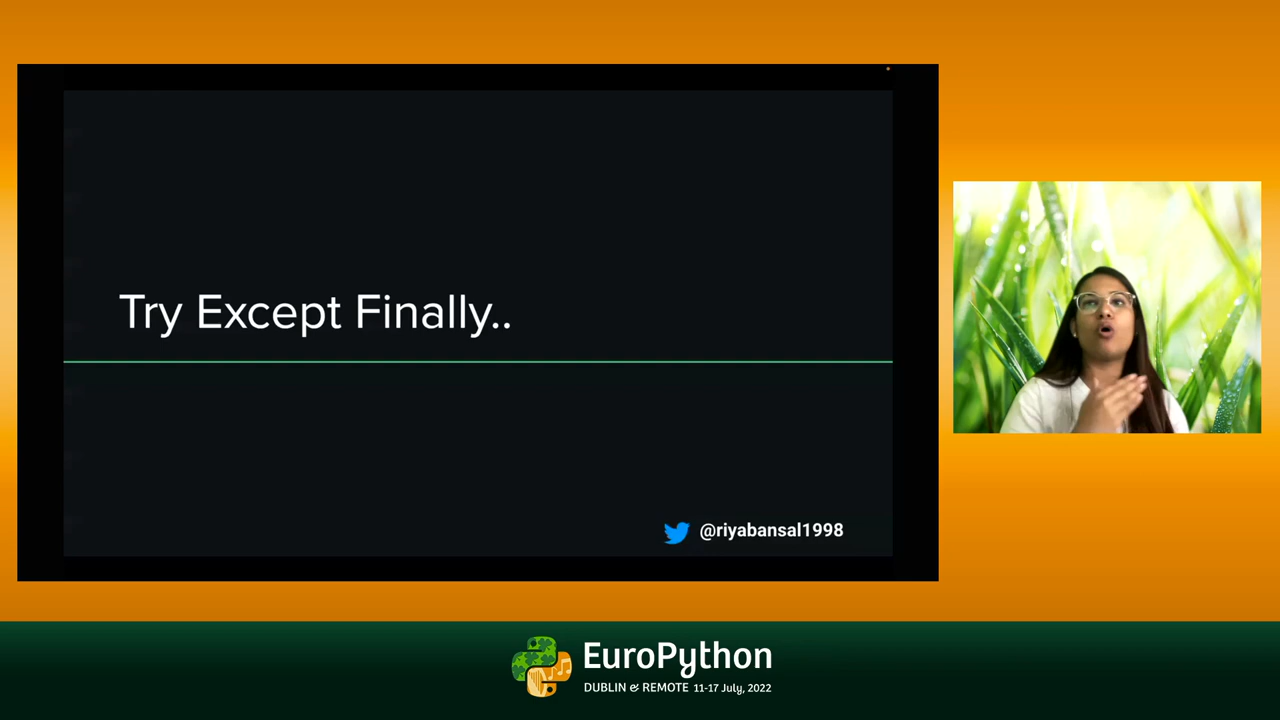 Try Except Finally..
@riyabansal1998
EuroPython
DUBLIN & REMOTE 11-17 July, 2022